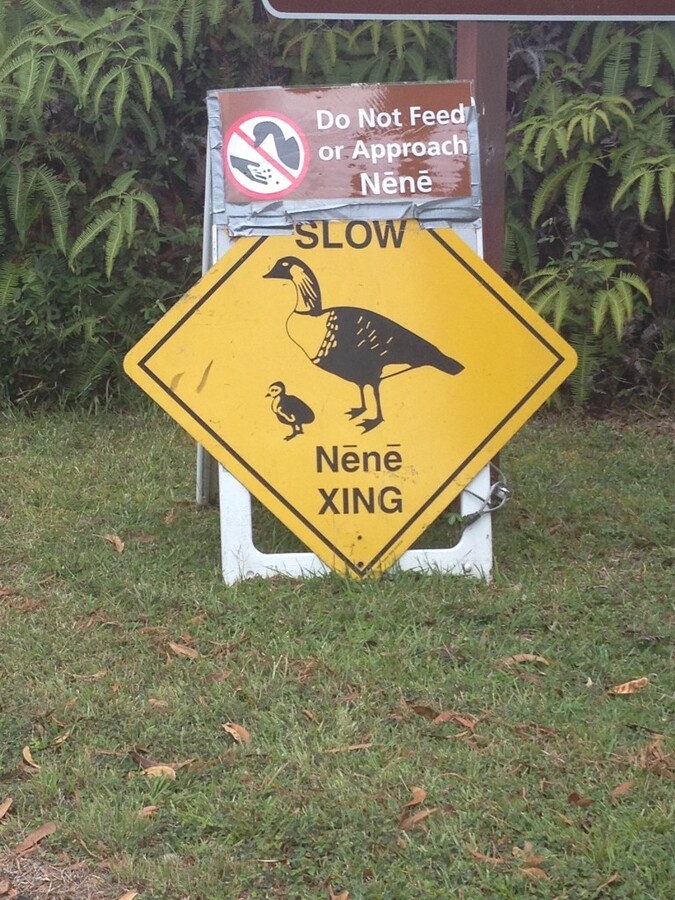 Do Not Feed
or Approach
Nēnē
SLOW
Nēnē
XING